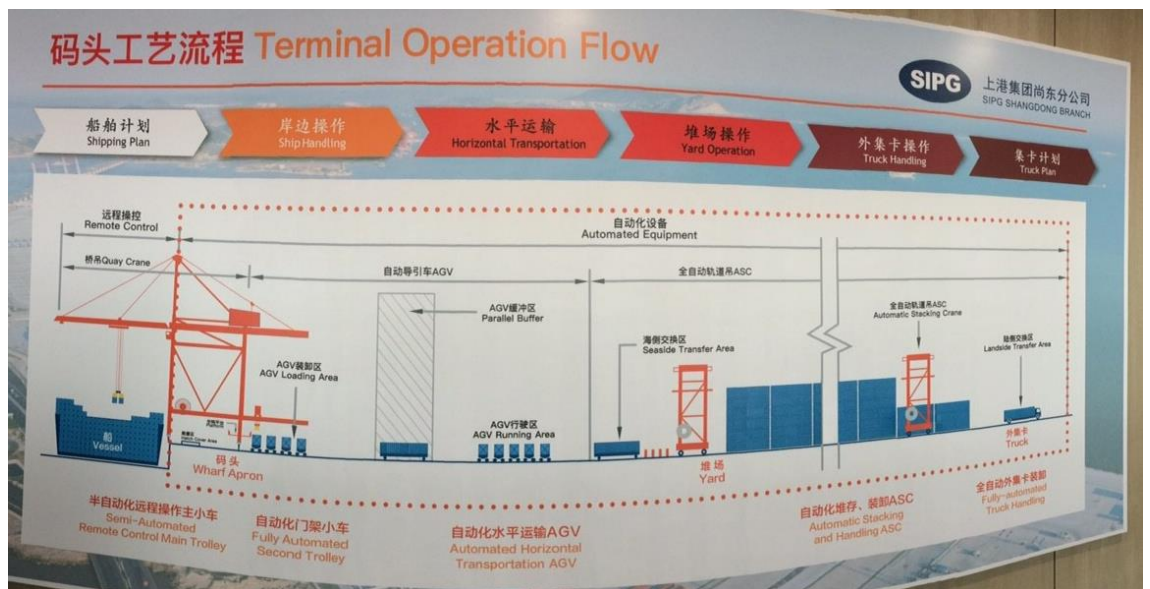 码头工艺流程 Terminal Operation Flow
SIPG
上港集团尚东分公司
SIPG SHANGDONG BRANCH
船舶计划
Shipping Plan
岸边操作
Ship Handling
水平运输
Horizontal Transportation
堆场操作
Yard Operation
外集卡操作
Truck Handling
集卡计划
Truck Plan
远程操控
Remote Control
自动化设备
Automated Equipment
桥吊Quay Crane
自动导引车AGV
全自动轨道吊ASC
AGV缓冲区
Parallel Buffer
全自动轨道吊ASC
Automatic Stacking Crane
海侧交换区
Seaside Transfer Area
陆侧交换区
Landside Transfer Area
AGV装卸区
AGV Loading Area
AGV行驶区
AGV Running Area
船
Vessel
Hatch Cover Area
码头
Wharf Apron
堆场
Yard
外集卡
Truck
半自动化远程操作主小车
Semi-Automated
Remote Control Main Trolley
自动化门架小车
Fully Automated
Second Trolley
自动化水平运输AGV
Automated Horizontal
Transportation AGV
自动化堆存、装卸ASC
Automatic Stacking
and Handling ASC
全自动外集卡装卸
Fully-automated
Truck Handling